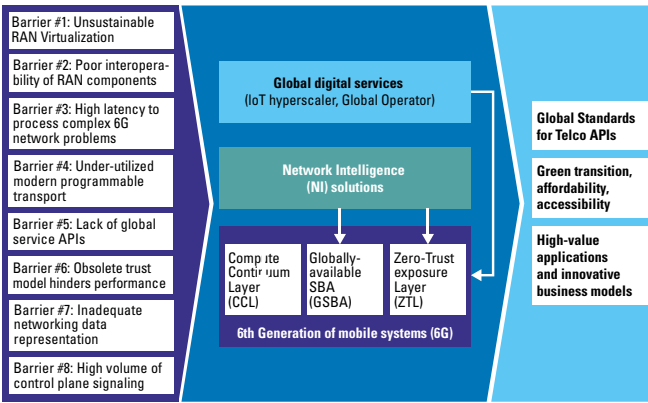 Barrier #1: Unsustainable
RAN Virtualization
Barrier #2: Poor interopera-
bility of RAN components
Barrier #3: High latency to
process complex 6G
network problems
Barrier #4: Under-utilized
modern programmable
transport
Barrier #5: Lack of global
service APIs
Barrier #6: Obsolete trust
model hinders performance
Barrier #7: Inadequate
networking data
representation
Barrier #8: High volume of
control plane signaling
Global digital services
(IoT hyperscaler, Global Operator)
Network Intelligence
(NI) solutions
Compute
Continuum
Layer
(CCL)
Globally-
available
SBA
(GSBA)
Zero-Trust
exposure
Layer
(ZTL)
6th Generation of mobile systems (6G)
Global Standards
for Telco APIs
Green transition,
affordability,
accessibility
High-value
applications
and innovative
business models